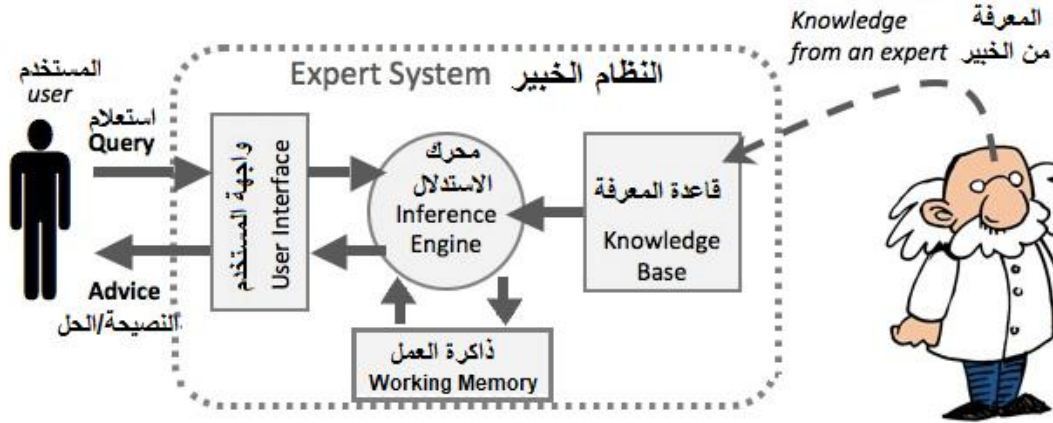 Knowledge
from an expert
المعرفة
من الخبير
المستخدم
user
Expert System النظام الخبير
استعلام
Query
واجهة المستخدم
User Interface
محرك
الاستدلال
Inference
Engine
قاعدة المعرفة
Knowledge
Base
Advice
النصيحة/الحل
ذاكرة العمل
Working Memory